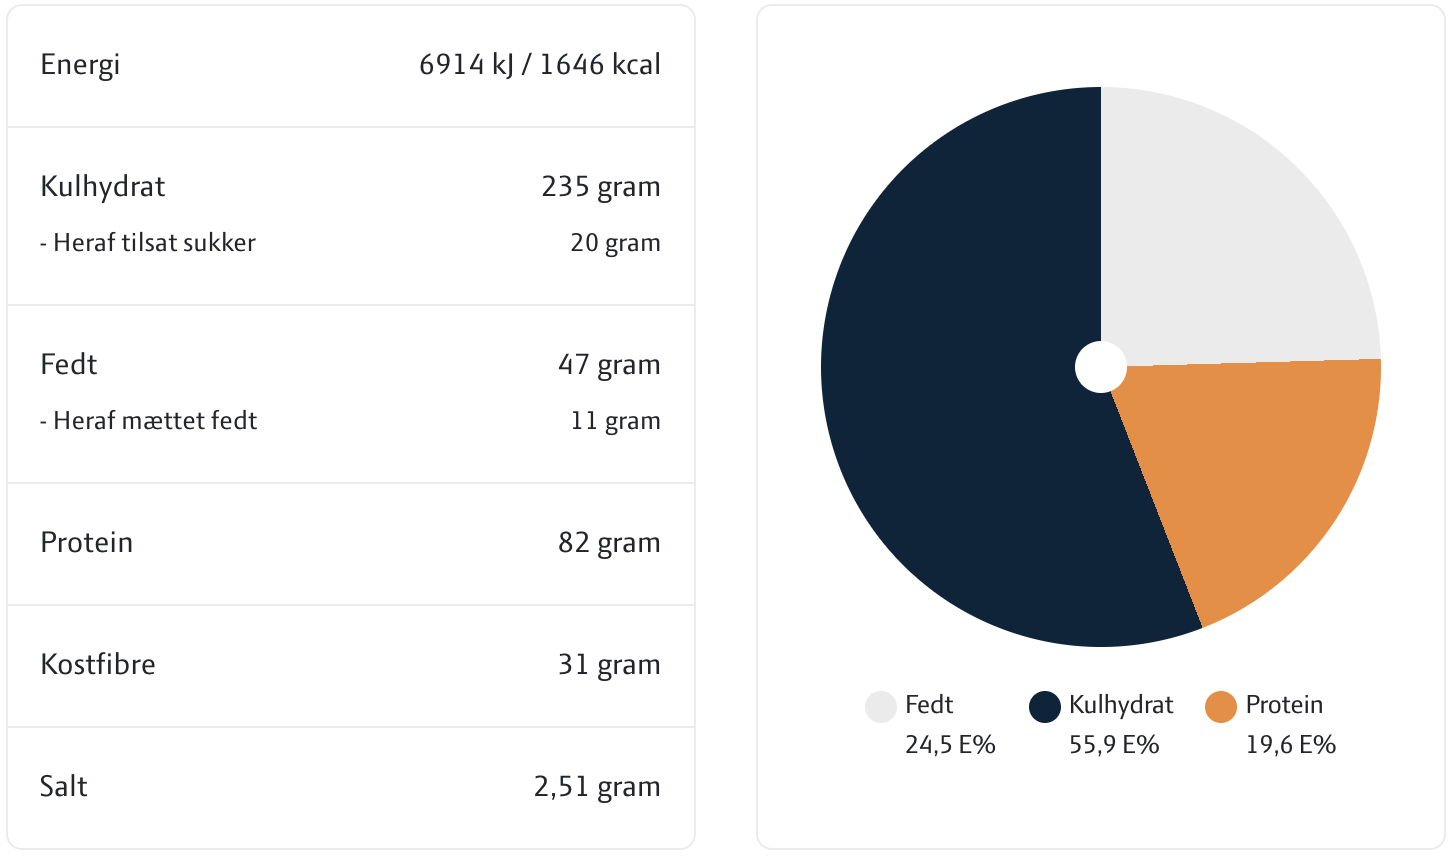 Energi 6914 kJ / 1646 kcal
Kulhydrat 235 gram
- Heraf tilsat sukker 20 gram
Fedt 47 gram
- Heraf mættet fedt 11 gram
Protein 82 gram
Kostfibre 31 gram
Salt 2,51 gram
Fedt Kulhydrat Protein
24,5 E% 55,9 E% 19,6 E%